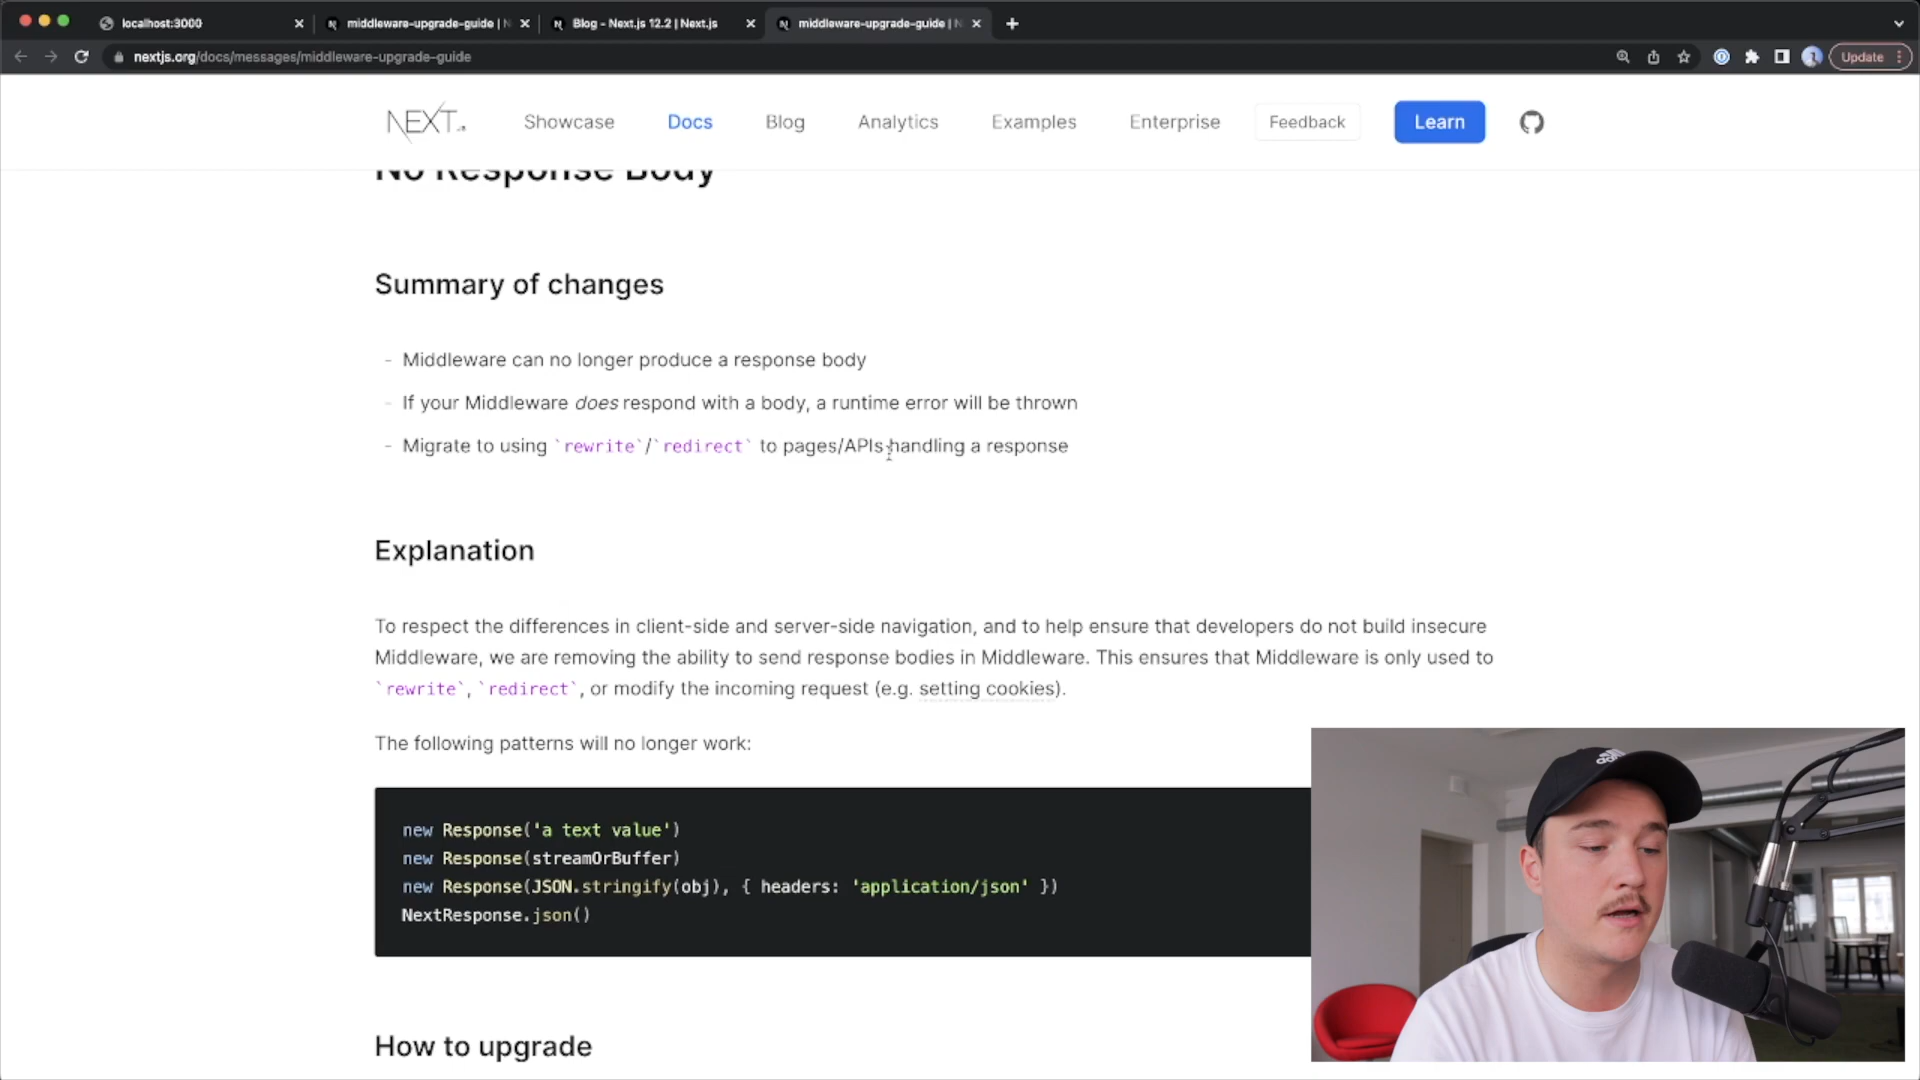 localhost:3000
middleware-upgrade-guide | N
Blog - Next.js 12.2 | Next.js
middleware-upgrade-guide | N
nextjs.org/docs/messages/middleware-upgrade-guide
Update
NEXT.JS
Showcase
Docs
Blog
Analytics
Examples
Enterprise
Feedback
Learn
No Response Body
Summary of changes
- Middleware can no longer produce a response body
- If your Middleware does respond with a body, a runtime error will be thrown
- Migrate to using `rewrite`/`redirect` to pages/APIs handling a response
Explanation
To respect the differences in client-side and server-side navigation, and to help ensure that developers do not build insecure
Middleware, we are removing the ability to send response bodies in Middleware. This ensures that Middleware is only used to
`rewrite`, `redirect`, or modify the incoming request (e.g. setting cookies).
The following patterns will no longer work:
new Response('a text value')
new Response(streamOrBuffer)
new Response(JSON.stringify(obj), { headers: 'application/json' })
NextResponse.json()
How to upgrade